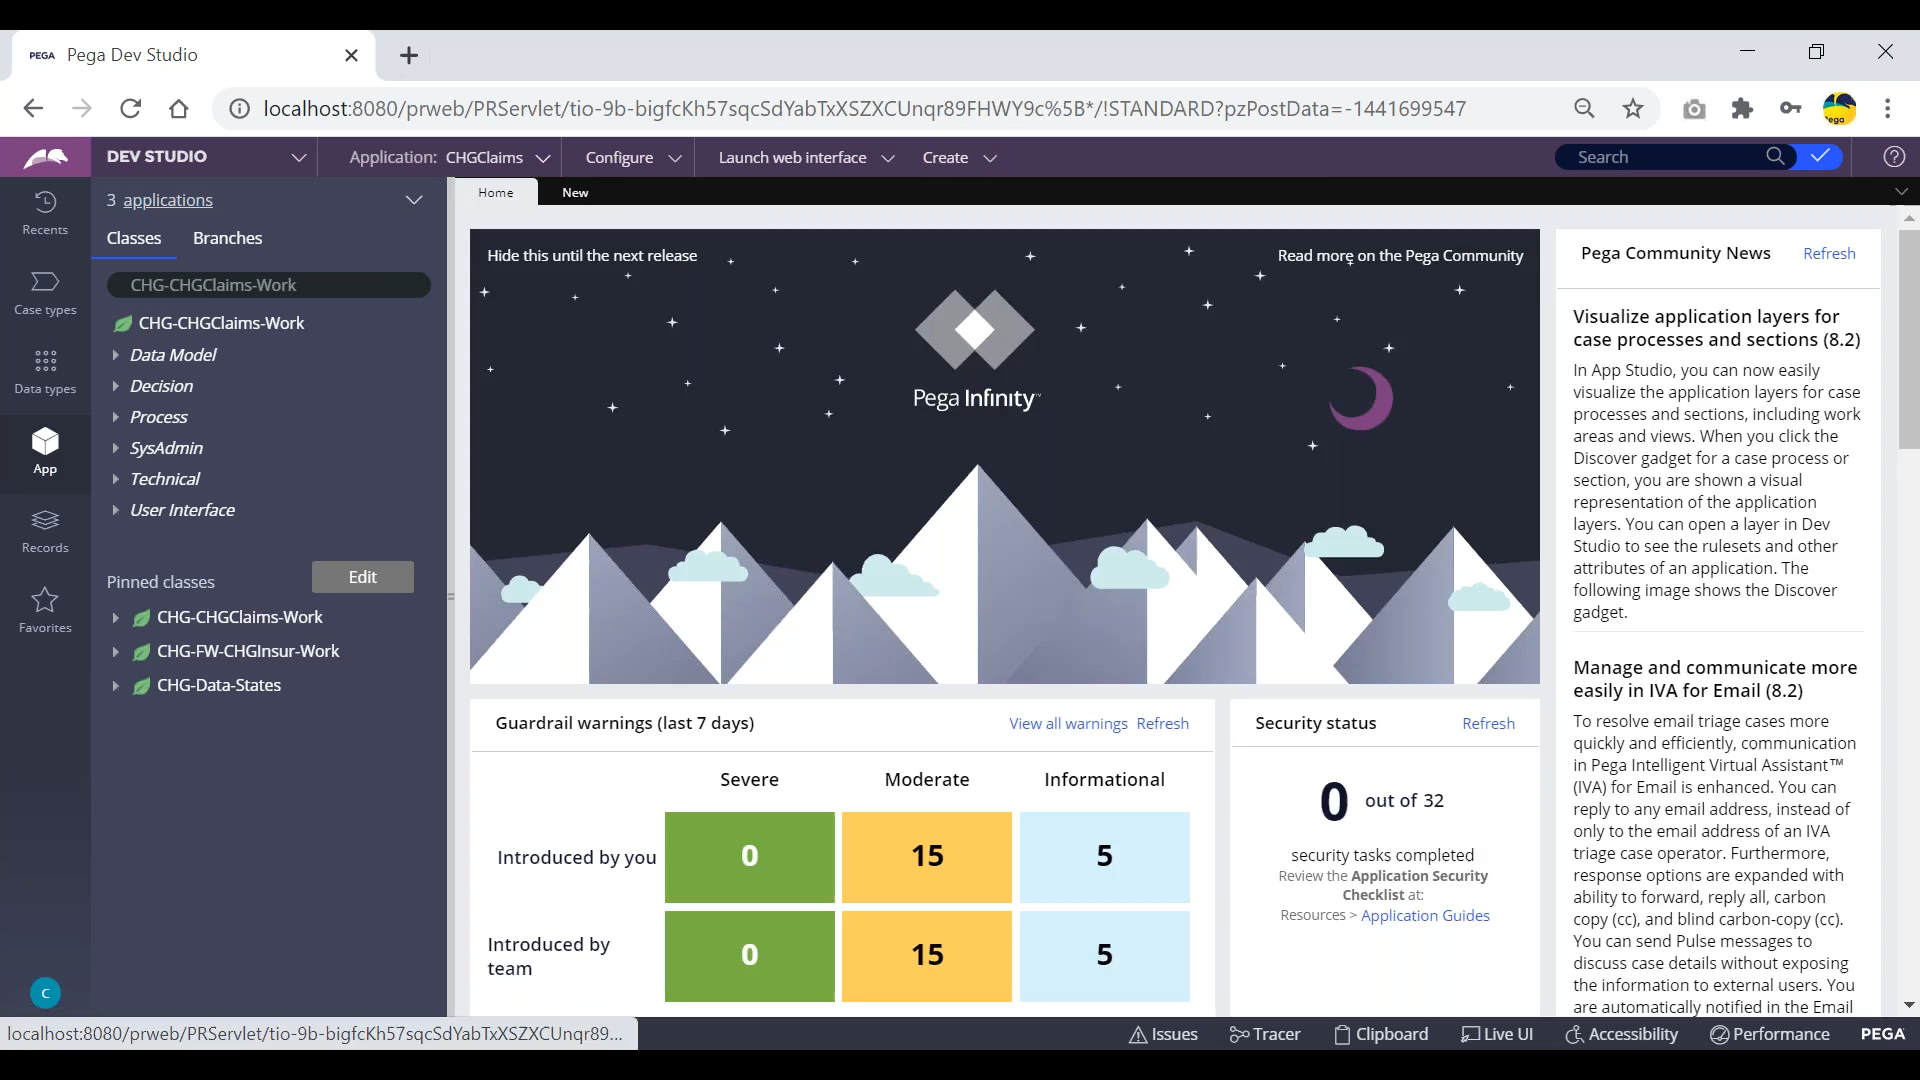 PEGA Pega Dev Studio
localhost:8080/prweb/PRServlet/tio-9b-bigfcKh57sqcSdYabTxXSZXCUnqr89FHWY9c%5B*/!STANDARD?pzPostData=-1441699547
DEV STUDIO
Application: CHGClaims
Configure
Launch web interface
Create
Search
Recents
Case types
Data types
App
Records
Favorites
C
3 applications
Classes Branches
CHG-CHGClaims-Work
CHG-CHGClaims-Work
Data Model
Decision
Process
SysAdmin
Technical
User Interface
Pinned classes Edit
CHG-CHGClaims-Work
CHG-FW-CHGInsur-Work
CHG-Data-States
Home New
Hide this until the next release
Read more on the Pega Community
Pega Infinity™
Guardrail warnings (last 7 days) View all warnings Refresh
Severe Moderate Informational
Introduced by you 0 15 5
Introduced by
team
0 15 5
Security status Refresh
0 out of 32
security tasks completed
Review the Application Security
Checklist at:
Resources > Application Guides
Pega Community News Refresh
Visualize application layers for
case processes and sections (8.2)
In App Studio, you can now easily
visualize the application layers for case
processes and sections, including work
areas and views. When you click the
Discover gadget for a case process or
section, you are shown a visual
representation of the application
layers. You can open a layer in Dev
Studio to see the rulesets and other
attributes of an application. The
following image shows the Discover
gadget.
Manage and communicate more
easily in IVA for Email (8.2)
To resolve email triage cases more
quickly and efficiently, communication
in Pega Intelligent Virtual Assistant™
(IVA) for Email is enhanced. You can
reply to any email address, instead of
only to the email address of an IVA
triage case operator. Furthermore,
response options are expanded with
ability to forward, reply all, carbon
copy (cc), and blind carbon-copy (cc).
You can send Pulse messages to
discuss case details without exposing
the information to external users. You
are automatically notified in the Email
localhost:8080/prweb/PRServlet/tio-9b-bigfcKh57sqcSdYabTxXSZXCUnqr89...
Issues Tracer Clipboard Live UI Accessibility Performance PEGA